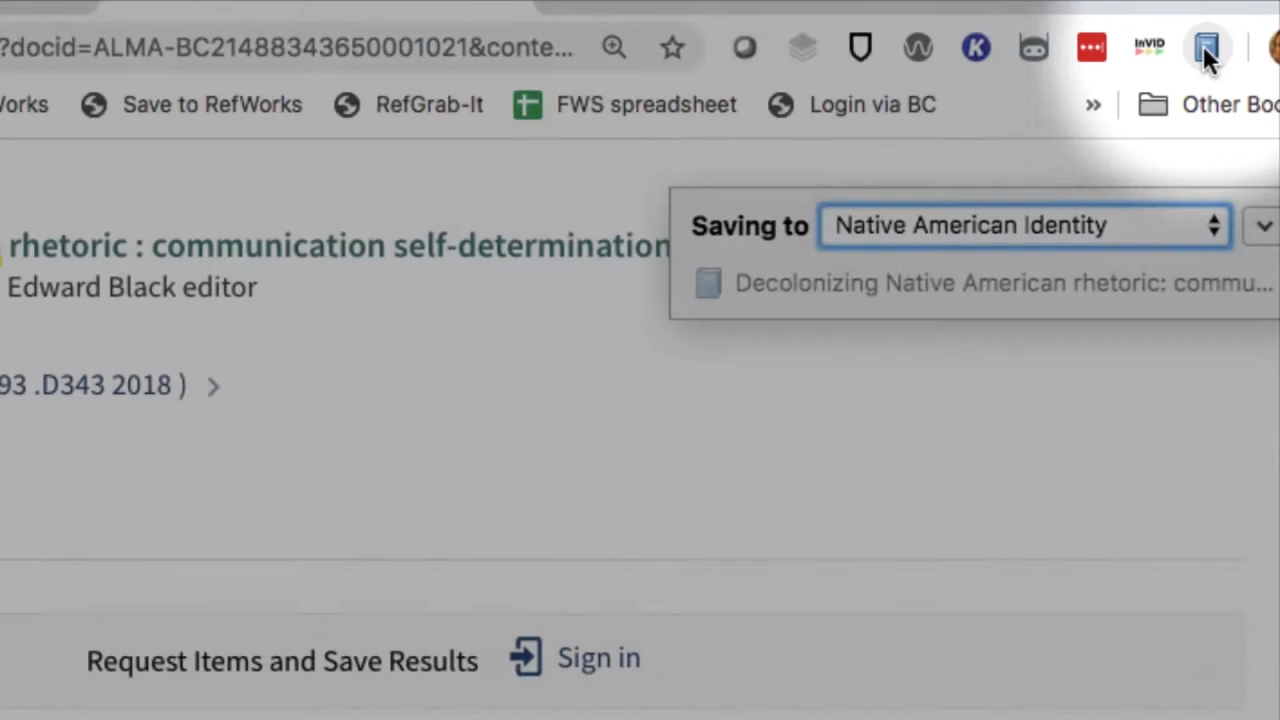 ?docid=ALMA-BC21488343650001021&conte...
InVID
Vorks Save to RefWorks RefGrab-It FWS spreadsheet Login via BC » Other Boo
Saving to Native American Identity
rhetoric : communication self-determination
Decolonizing Native American rhetoric: commu...
Edward Black editor
93 .D343 2018 )
Request Items and Save Results Sign in